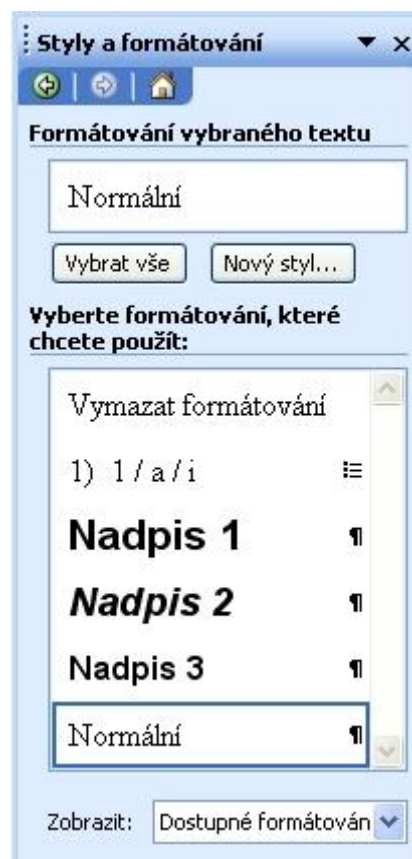 Styly a formátování
Formátování vybraného textu
Normální
Vybrat vše Nový styl...
Vyberte formátování, které
chcete použít:
Vymazat formátování
1) 1 / a / i
Nadpis 1 ¶
Nadpis 2 ¶
Nadpis 3 ¶
Normální ¶
Zobrazit: Dostupné formátován